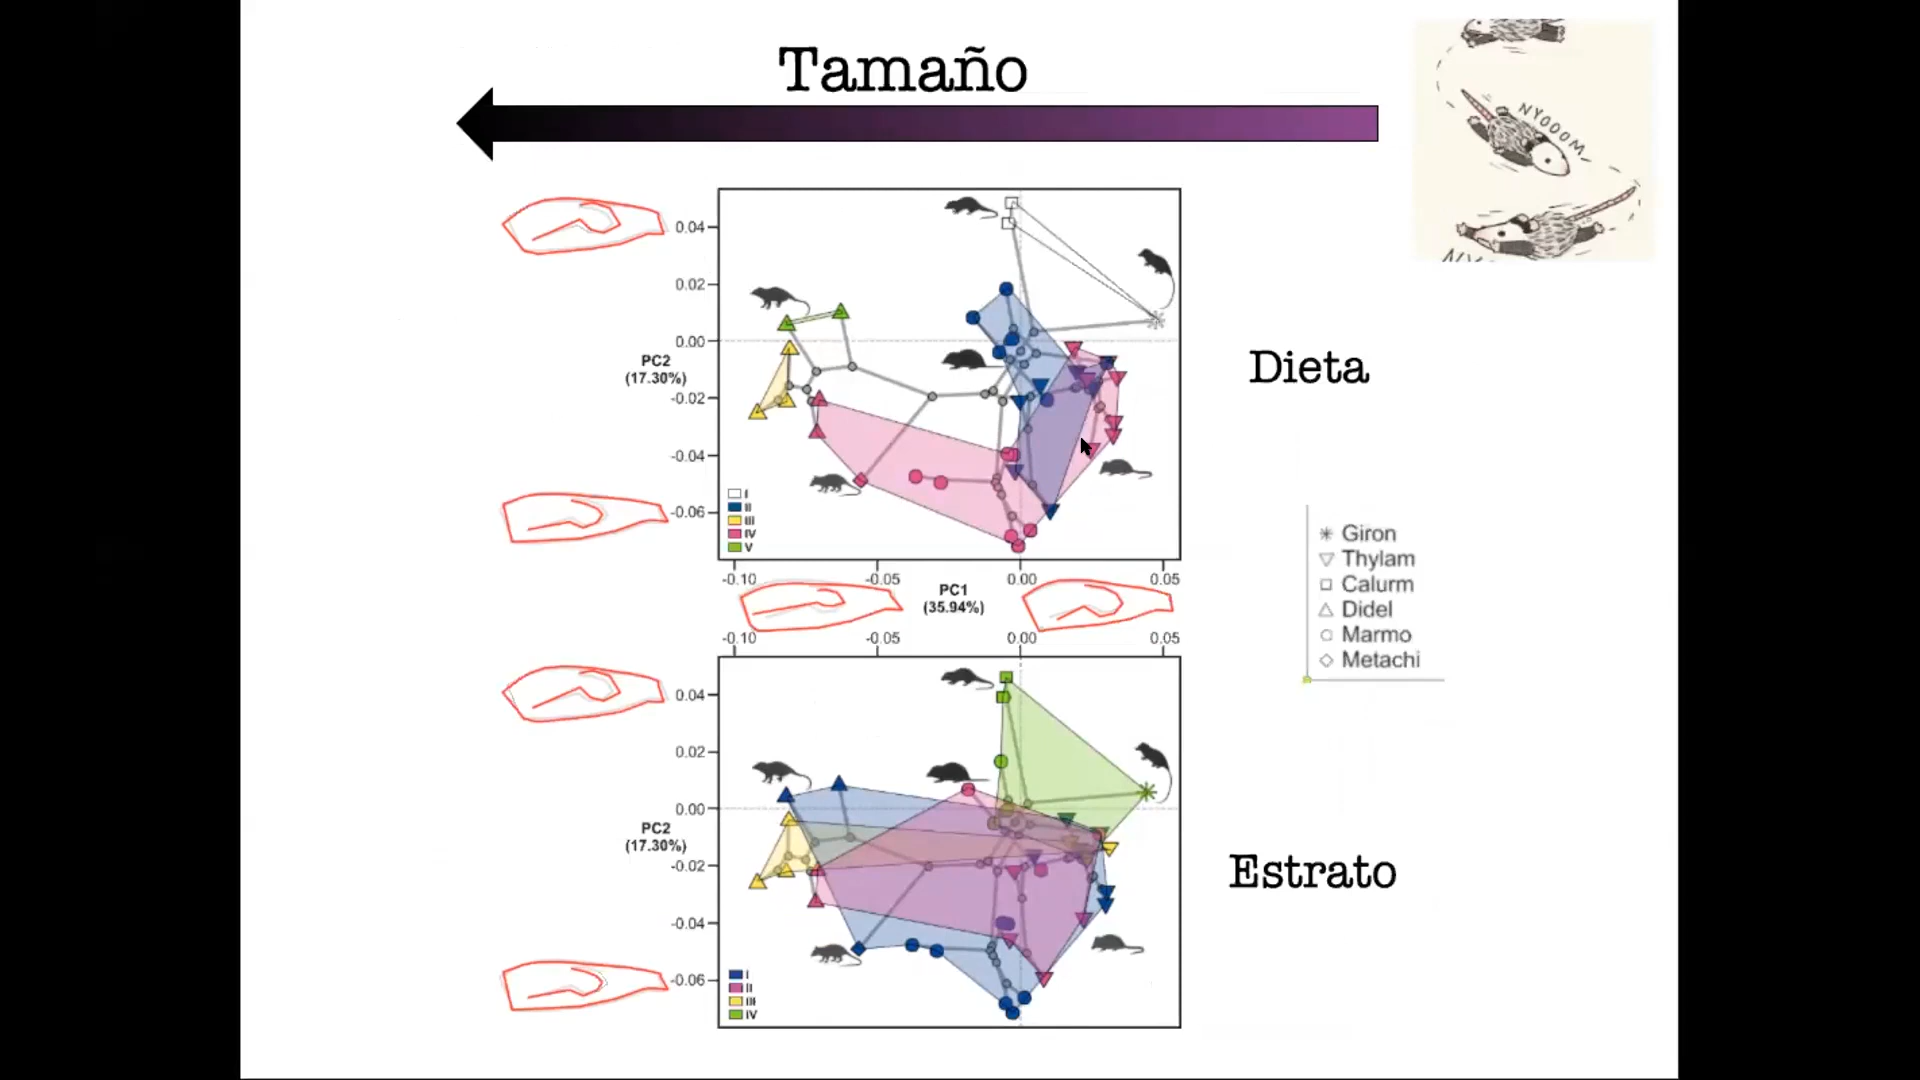 Tamaño
NYOOOM
NY
0.04
0.02
0.00
PC2
(17.30%)
-0.02
-0.04
-0.06
I
II
III
IV
V
Dieta
-0.10
-0.05
0.00
0.05
PC1
(35.94%)
-0.10
-0.05
0.00
0.05
Giron
Thylam
Calurm
Didel
Marmo
Metachi
0.04
0.02
0.00
PC2
(17.30%)
-0.02
-0.04
-0.06
I
II
III
IV
Estrato